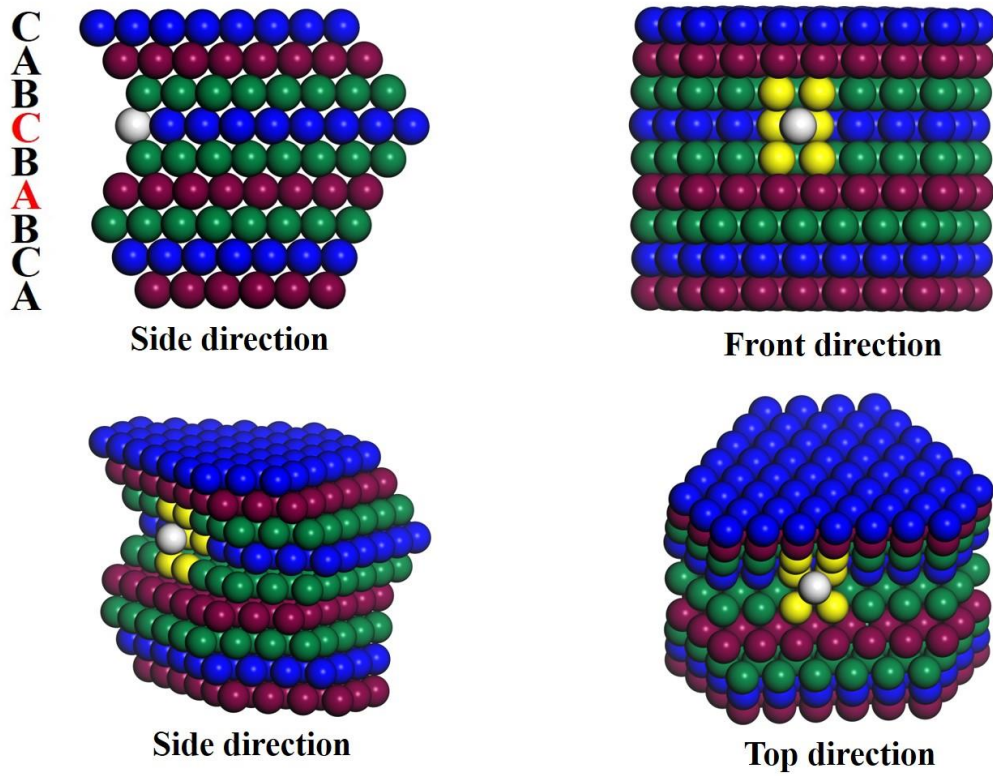 C
A
B
C
B
A
B
C
A
Side direction
Front direction
Side direction
Top direction